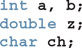 int a, b;
double z;
char ch;